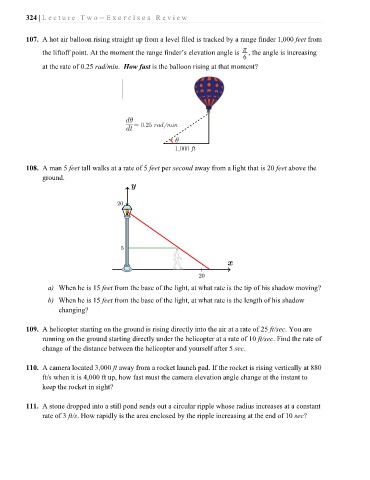 324 | Lecture Two – Exercises Review
107. A hot air balloon rising straight up from a level filed is tracked by a range finder 1,000 feet from
the liftoff point. At the moment the range finder's elevation angle is π/6, the angle is increasing
at the rate of 0.25 rad/min. How fast is the balloon rising at that moment?
dθ/dt = 0.25 rad/min
θ
1,000 ft
108. A man 5 feet tall walks at a rate of 5 feet per second away from a light that is 20 feet above the
ground.
y
20
5
x
20
a) When he is 15 feet from the base of the light, at what rate is the tip of his shadow moving?
b) When he is 15 feet from the base of the light, at what rate is the length of his shadow
changing?
109. A helicopter starting on the ground is rising directly into the air at a rate of 25 ft/sec. You are
running on the ground starting directly under the helicopter at a rate of 10 ft/sec. Find the rate of
change of the distance between the helicopter and yourself after 5 sec.
110. A camera located 3,000 ft away from a rocket launch pad. If the rocket is rising vertically at 880
ft/s when it is 4,000 ft up, how fast must the camera elevation angle change at the instant to
keep the rocket in sight?
111. A stone dropped into a still pond sends out a circular ripple whose radius increases at a constant
rate of 3 ft/s. How rapidly is the area enclosed by the ripple increasing at the end of 10 sec?